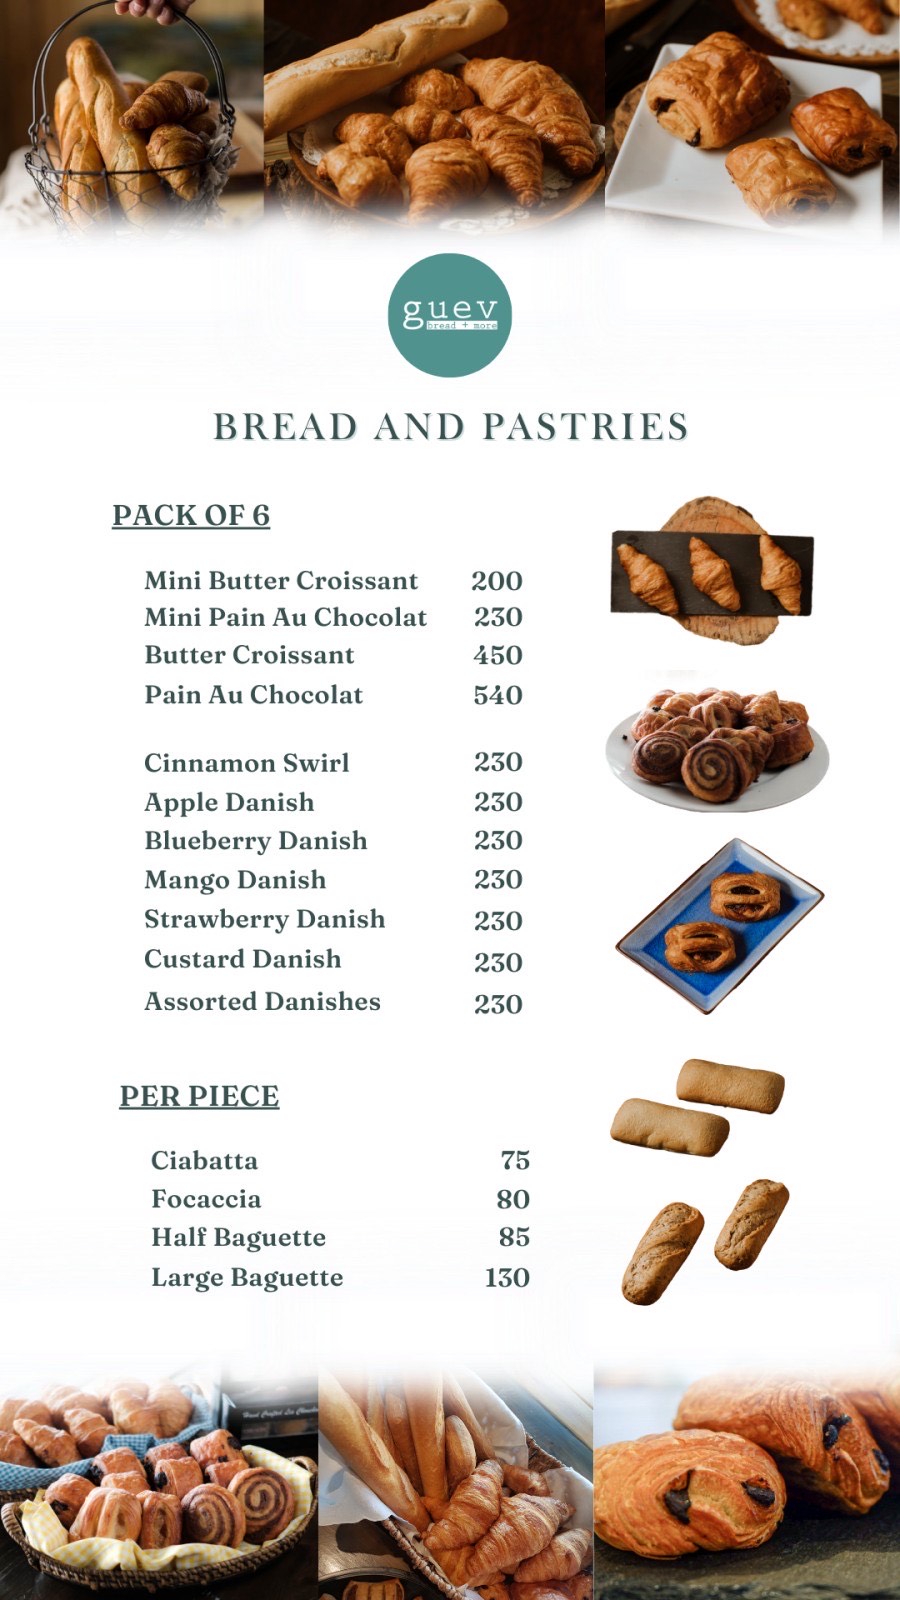 guev
bread + more
BREAD AND PASTRIES
PACK OF 6
Mini Butter Croissant 200
Mini Pain Au Chocolat 230
Butter Croissant 450
Pain Au Chocolat 540
Cinnamon Swirl 230
Apple Danish 230
Blueberry Danish 230
Mango Danish 230
Strawberry Danish 230
Custard Danish 230
Assorted Danishes 230
PER PIECE
Ciabatta 75
Focaccia 80
Half Baguette 85
Large Baguette 130
Hand Crafted